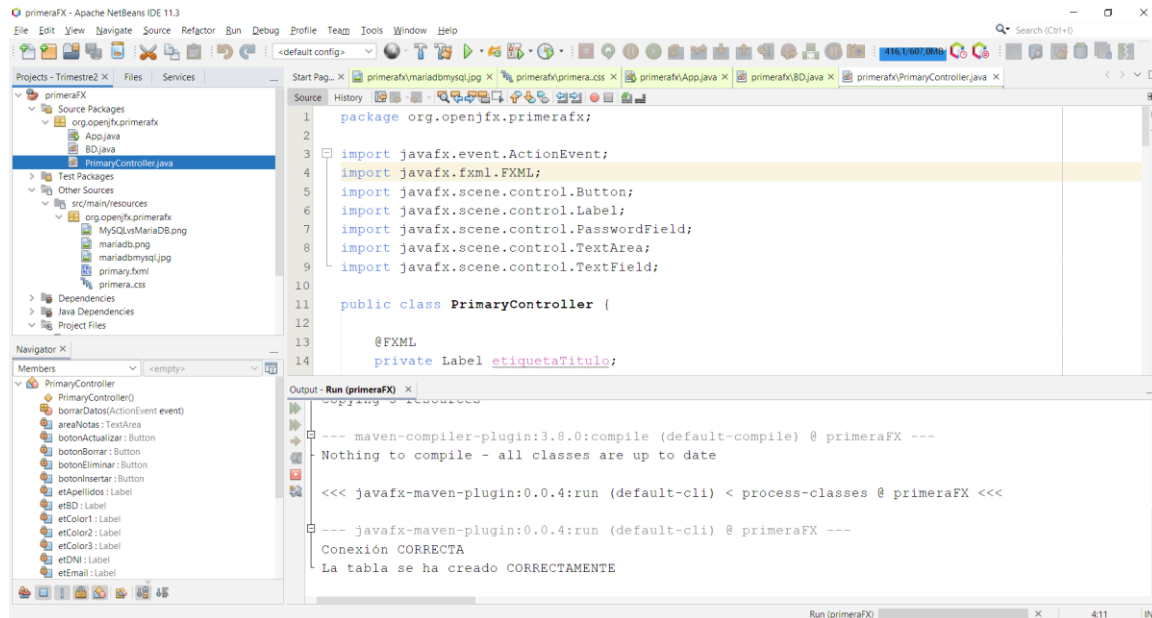 primeraFX - Apache NetBeans IDE 11.3
File Edit View Navigate Source Refactor Run Debug Profile Team Tools Window Help
Search (Ctrl+I)
<default config>
416,1/607,0MB
Projects - Trimestre2 × Files Services
Start Pag... × primerafx\mariadbmysql.jpg × primerafx\primera.css × primerafx\App.java × primerafx\BD.java × primerafx\PrimaryController.java ×
Source History
primeraFX
Source Packages
org.openjfx.primerafx
App.java
BD.java
PrimaryController.java
Test Packages
Other Sources
src/main/resources
org.openjfx.primerafx
MySQLvsMariaDB.png
mariadb.png
mariadbmysql.jpg
primary.fxml
primera..css
Dependencies
Java Dependencies
Project Files
1 package org.openjfx.primerafx;
2
3 import javafx.event.ActionEvent;
4 import javafx.fxml.FXML;
5 import javafx.scene.control.Button;
6 import javafx.scene.control.Label;
7 import javafx.scene.control.PasswordField;
8 import javafx.scene.control.TextArea;
9 import javafx.scene.control.TextField;
10
11 public class PrimaryController {
12
13 @FXML
14 private Label etiquetaTitulo;
Navigator ×
Members <empty>
PrimaryController
PrimaryController()
borrarDatos(ActionEvent event)
areaNotas : TextArea
botonActualizar : Button
botonBorrar : Button
botonEliminar : Button
botonInsertar : Button
etApellidos : Label
etBD : Label
etColor1 : Label
etColor2 : Label
etColor3 : Label
etDNI : Label
etEmail : Label
Output - Run (primeraFX) ×
--- maven-compiler-plugin:3.8.0:compile (default-compile) @ primeraFX ---
Nothing to compile - all classes are up to date
<<< javafx-maven-plugin:0.0.4:run (default-cli) < process-classes @ primeraFX <<<
--- javafx-maven-plugin:0.0.4:run (default-cli) @ primeraFX ---
Conexión CORRECTA
La tabla se ha creado CORRECTAMENTE
Run (primeraFX) 4:11 IN